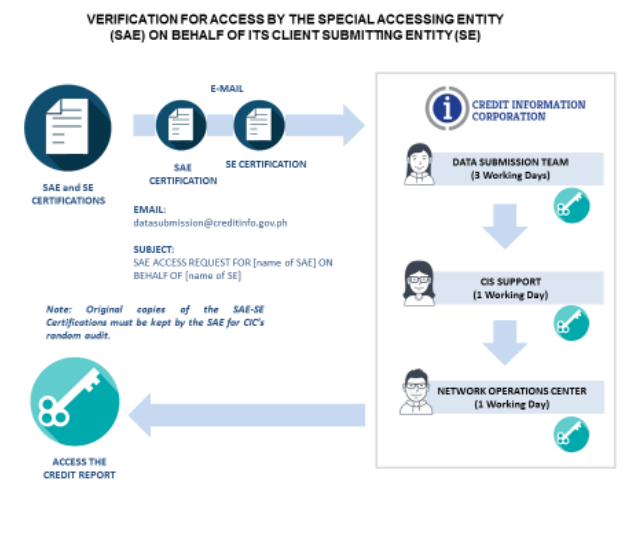 VERIFICATION FOR ACCESS BY THE SPECIAL ACCESSING ENTITY
(SAE) ON BEHALF OF ITS CLIENT SUBMITTING ENTITY (SE)
E-MAIL
SAE and SE
CERTIFICATIONS
SAE
CERTIFICATION
SE CERTIFICATION
EMAIL:
datasubmission@creditinfo.gov.ph
SUBJECT:
SAE ACCESS REQUEST FOR [name of SAE] ON
BEHALF OF [name of SE]
Note: Original copies of the SAE-SE
Certifications must be kept by the SAE for CIC's
random audit.
CREDIT INFORMATION
CORPORATION
DATA SUBMISSION TEAM
(3 Working Days)
CIS SUPPORT
(1 Working Day)
NETWORK OPERATIONS CENTER
(1 Working Day)
ACCESS THE
CREDIT REPORT